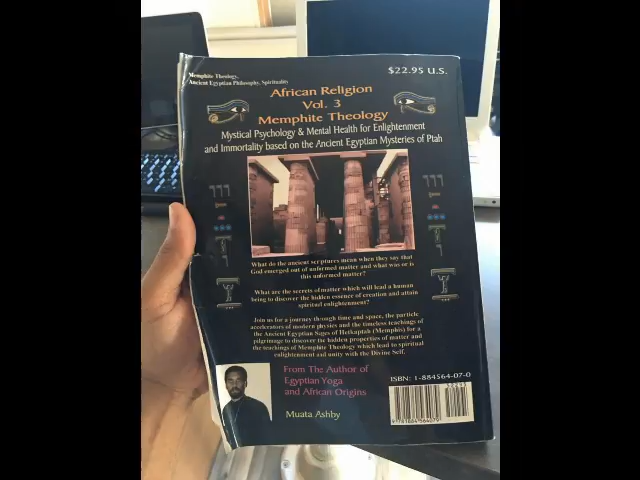 Memphite Theology,
Ancient Egyptian Philosophy, Spirituality
$22.95 U.S.
African Religion
Vol. 3
Memphite Theology
Mystical Psychology & Mental Health for Enlightenment
and Immortality based on the Ancient Egyptian Mysteries of Ptah
What do the ancient scriptures mean when they say that
God emerged out of unformed matter and what was or is
this unformed matter?
What are the secrets of matter which will lead a human
being to discover the hidden essence of creation and attain
spiritual enlightenment?
Join us for a journey through time and space, the particle
accelerators of modern physics and the timeless teachings of
the Ancient Egyptian Sages of Hetkaptah (Memphis) for a
pilgrimage to discover the hidden properties of matter and
the teachings of Memphite Theology which lead to spiritual
enlightenment and unity with the Divine Self.
From The Author of
Egyptian Yoga
and African Origins
Muata Ashby
ISBN: 1-884564-07-0
9 781884 564079